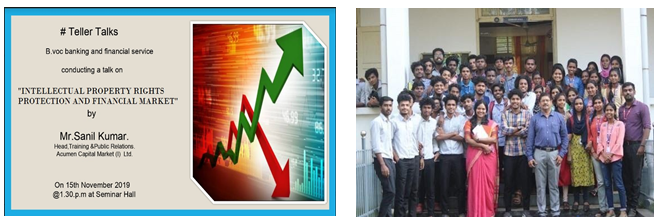 # Teller Talks
B.voc banking and financial service
conducting a talk on
"INTELLECTUAL PROPERTY RIGHTS
PROTECTION AND FINANCIAL MARKET"
by
Mr.Sanil Kumar.
Head,Training &Public Relations.
Acumen Capital Market (I) Ltd.
On 15th November 2019
@1.30.p.m at Seminar Hall